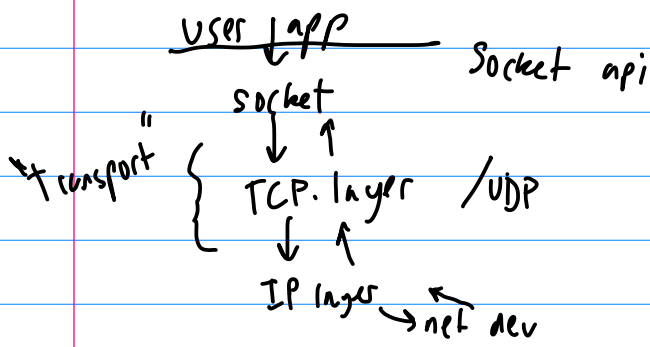 user app
socket api
socket
"transport"
TCP layer /UDP
IP layer
net dev